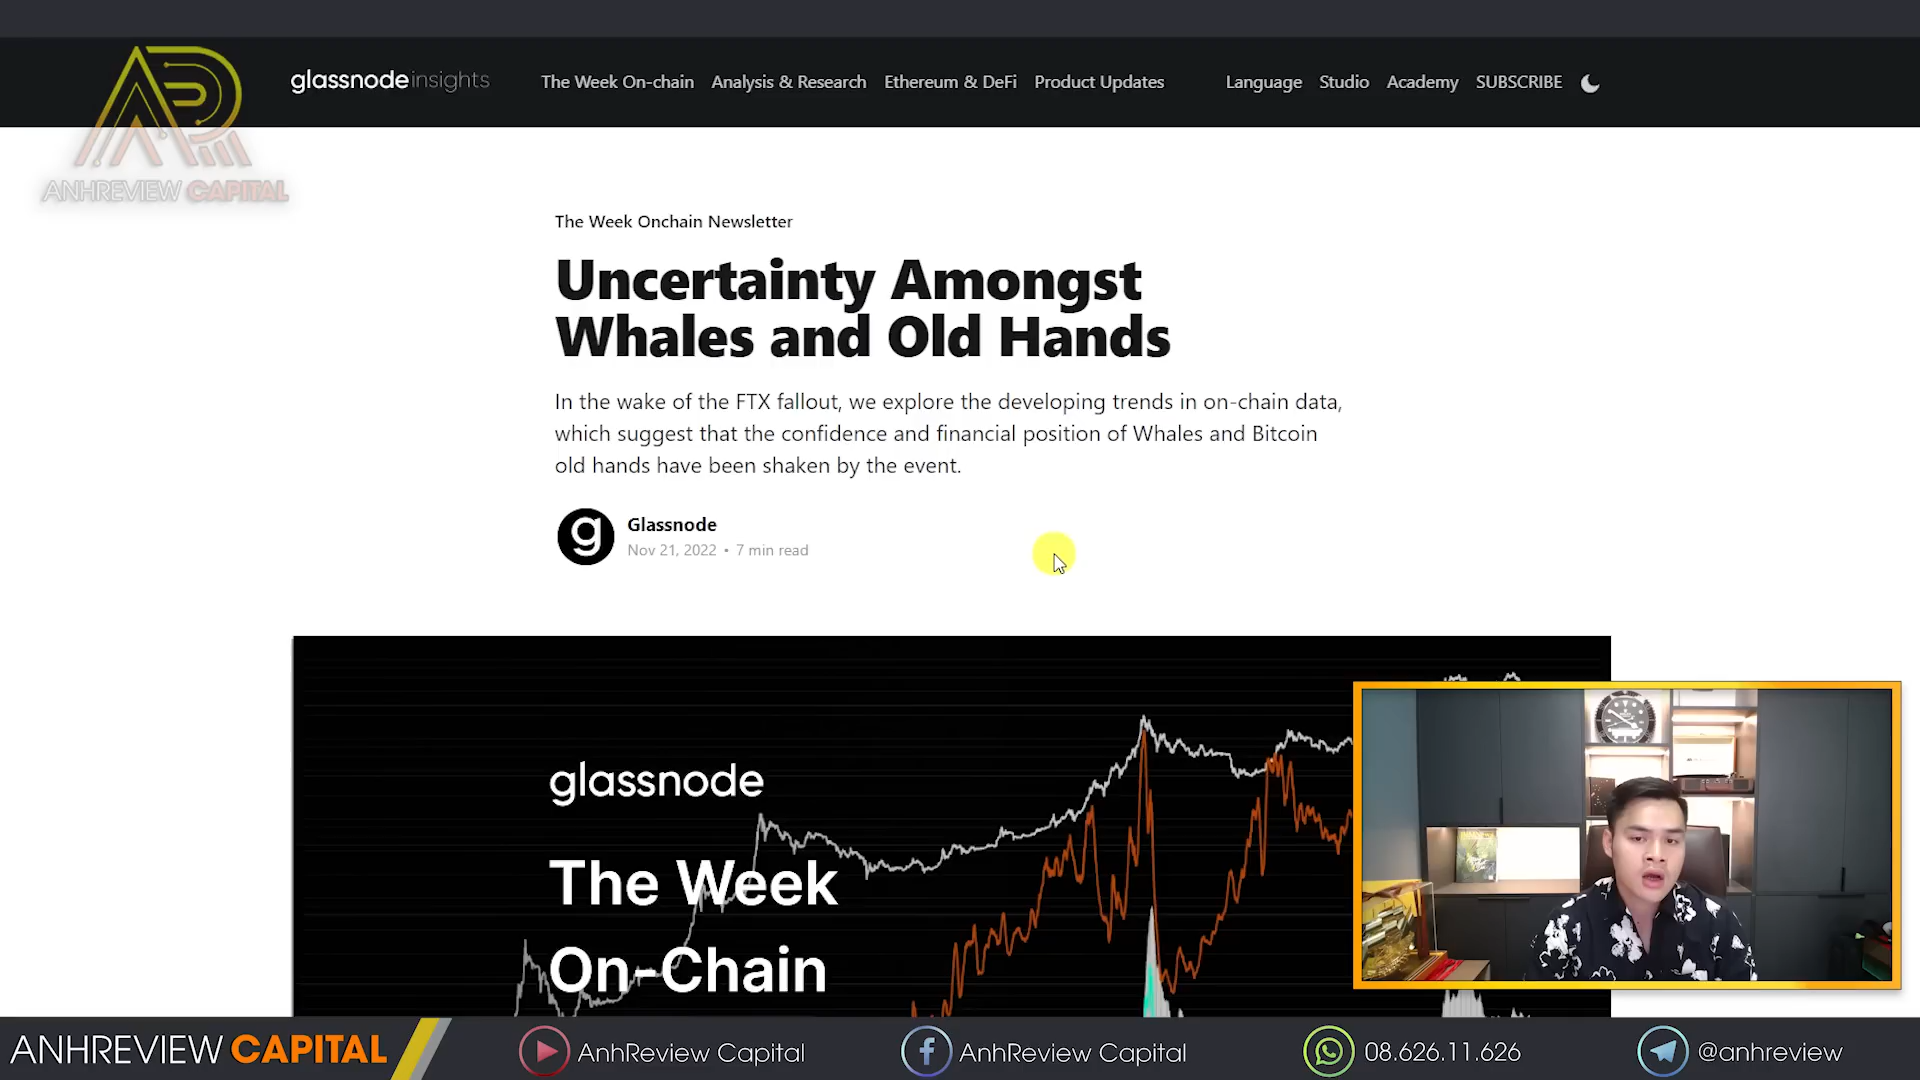 glassnode insights
The Week On-chain
Analysis & Research
Ethereum & DeFi
Product Updates
Language
Studio
Academy
SUBSCRIBE
ANHREVIEW CAPITAL
The Week Onchain Newsletter
Uncertainty Amongst
Whales and Old Hands
In the wake of the FTX fallout, we explore the developing trends in on-chain data,
which suggest that the confidence and financial position of Whales and Bitcoin
old hands have been shaken by the event.
g
Glassnode
Nov 21, 2022 • 7 min read
glassnode
The Week
On-Chain
ANHREVIEW CAPITAL
AnhReview Capital
AnhReview Capital
08.626.11.626
@anhreview